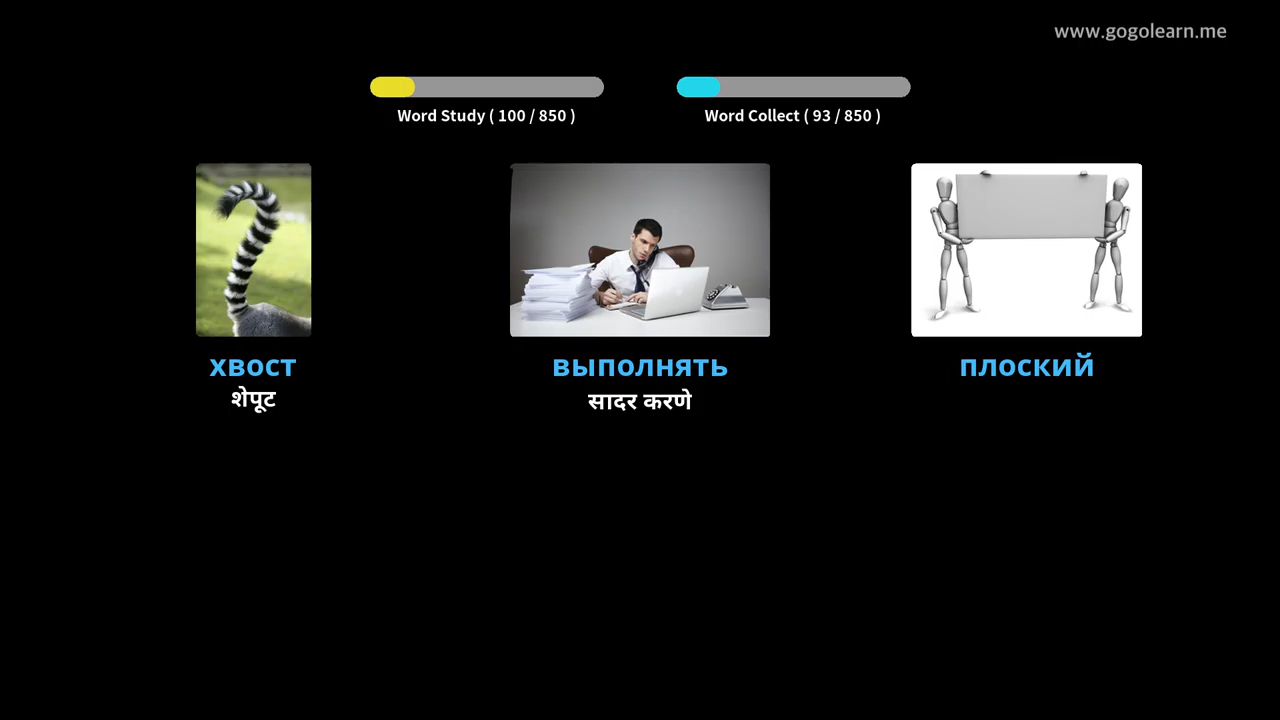 www.gogolearn.me
Word Study ( 100 / 850 )
Word Collect ( 93 / 850 )
хвост
शेपूट
выполнять
सादर करणे
плоский